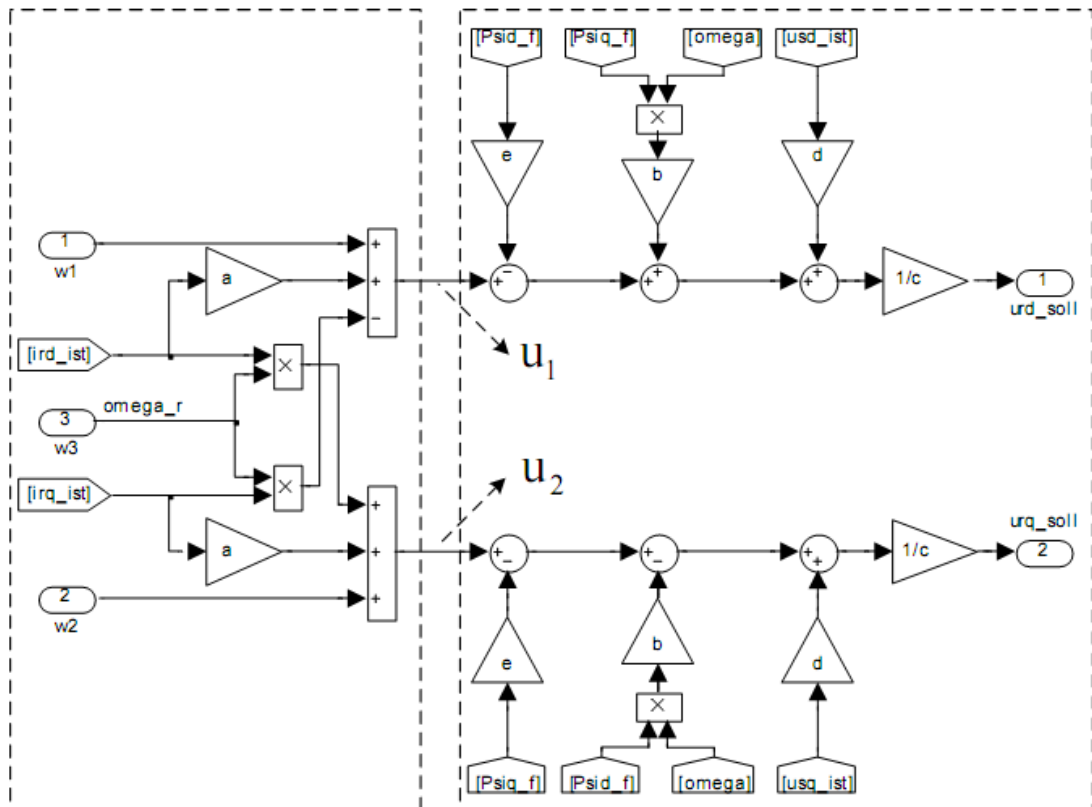 [Psid_f] [Psiq_f] [omega] [usd_ist]
×
e b d
1 + − + + + + 1/c 1
w1 a + + urd_soll
−
[ird_ist] × u1
3 omega_r
w3
× u2
[irq_ist]
+ urq_soll
a + + − + − + + 1/c 2
2 +
w2
e b d
×
[Psiq_f] [Psid_f] [omega] [usq_ist]